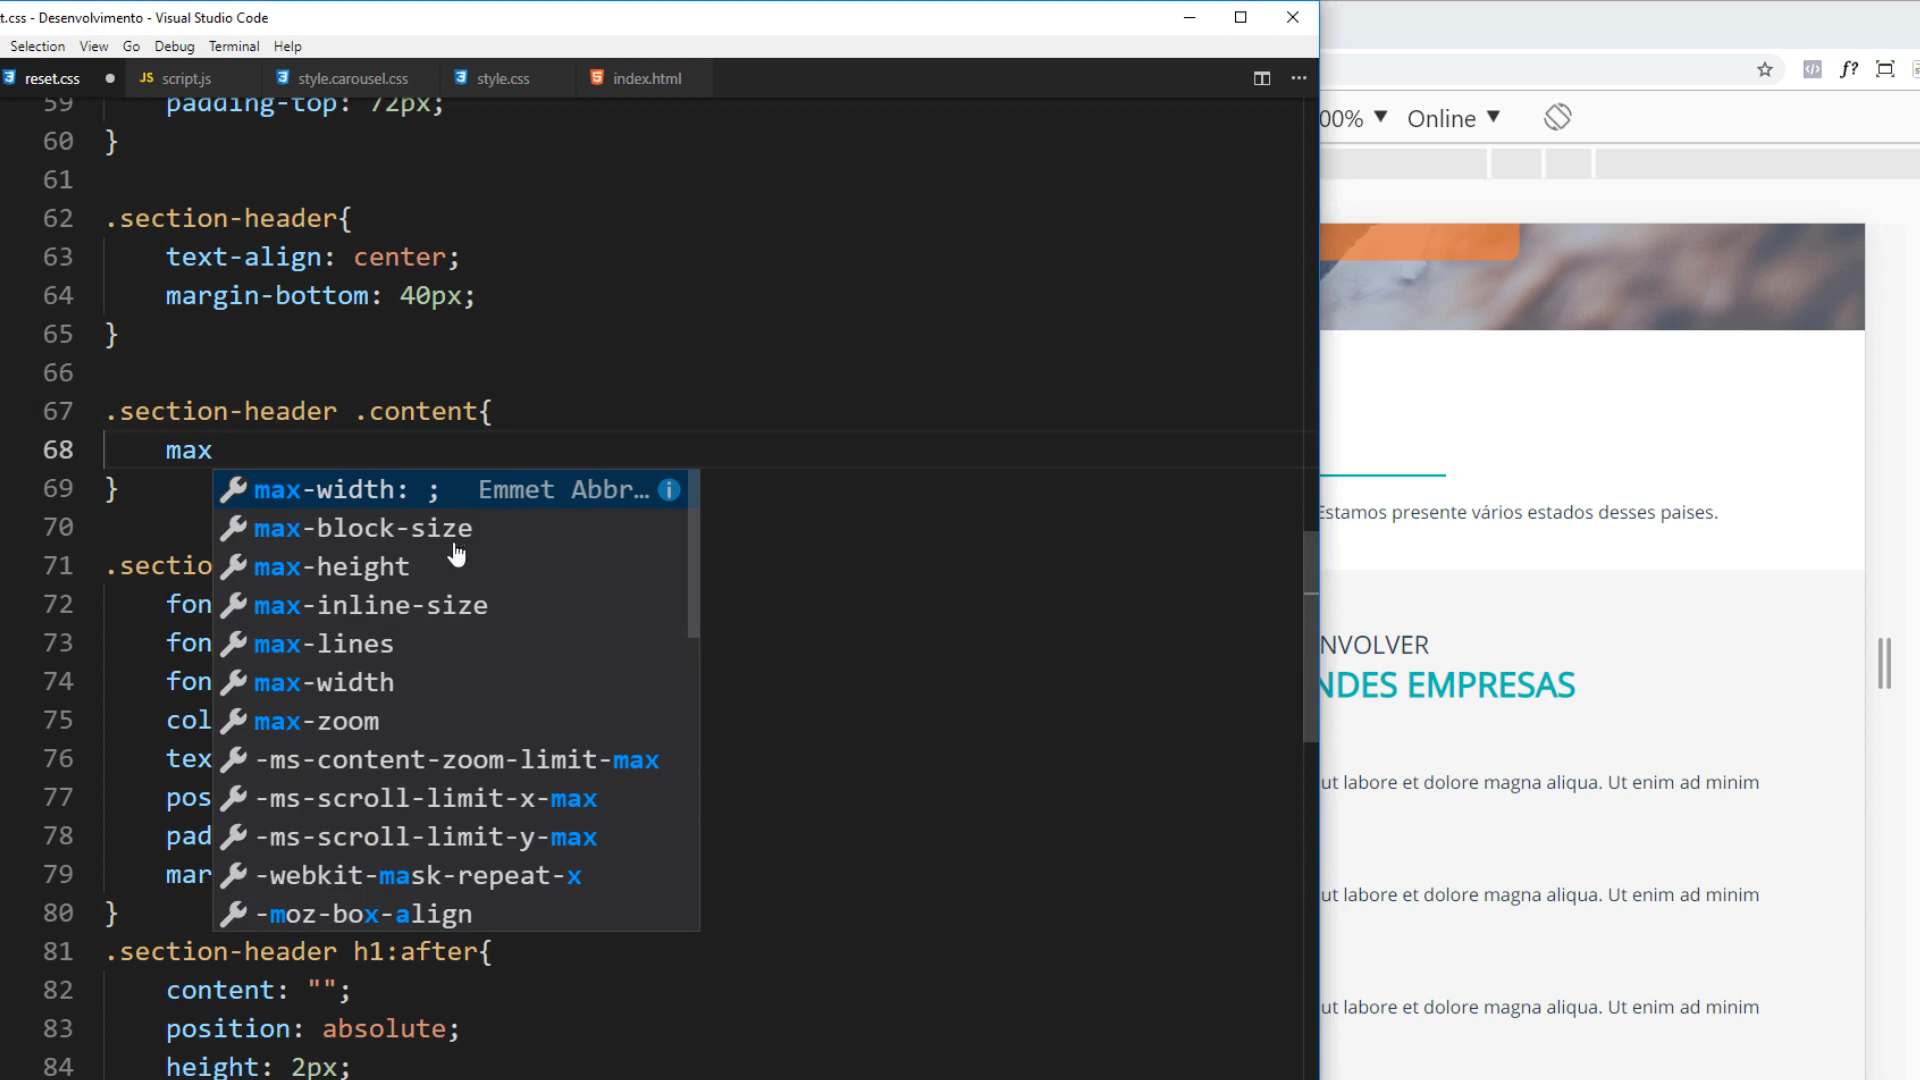 t.css - Desenvolvimento - Visual Studio Code
Selection View Go Debug Terminal Help
reset.css JS script.js style.carousel.css style.css index.html
59 padding-top: 72px;
60 }
61
62 .section-header{
63 text-align: center;
64 margin-bottom: 40px;
65 }
66
67 .section-header .content{
68 max
69 }
max-width: ; Emmet Abbr…
70
max-block-size
71 .sectio
max-height
72 fon
max-inline-size
73 fon
max-lines
74 fon
max-width
75 col
max-zoom
76 tex
-ms-content-zoom-limit-max
77 pos
-ms-scroll-limit-x-max
78 pad
-ms-scroll-limit-y-max
79 mar
-webkit-mask-repeat-x
80 }
-moz-box-align
81 .section-header h1:after{
82 content: "";
83 position: absolute;
84 height: 2px;
f?
00% ▼ Online ▼
Estamos presente vários estados desses paises.
NVOLVER
NDES EMPRESAS
ut labore et dolore magna aliqua. Ut enim ad minim
ut labore et dolore magna aliqua. Ut enim ad minim
ut labore et dolore magna aliqua. Ut enim ad minim